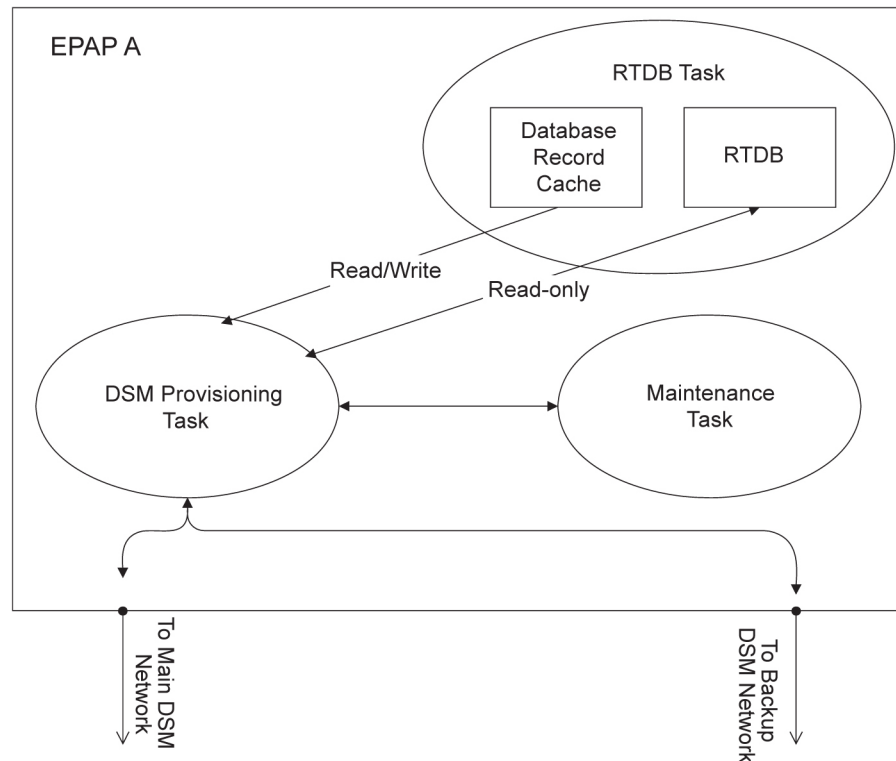 EPAP A
RTDB Task
Database
Record
Cache
RTDB
Read/Write
Read-only
DSM Provisioning
Task
Maintenance
Task
To Main DSM
Network
To Backup
DSM Network